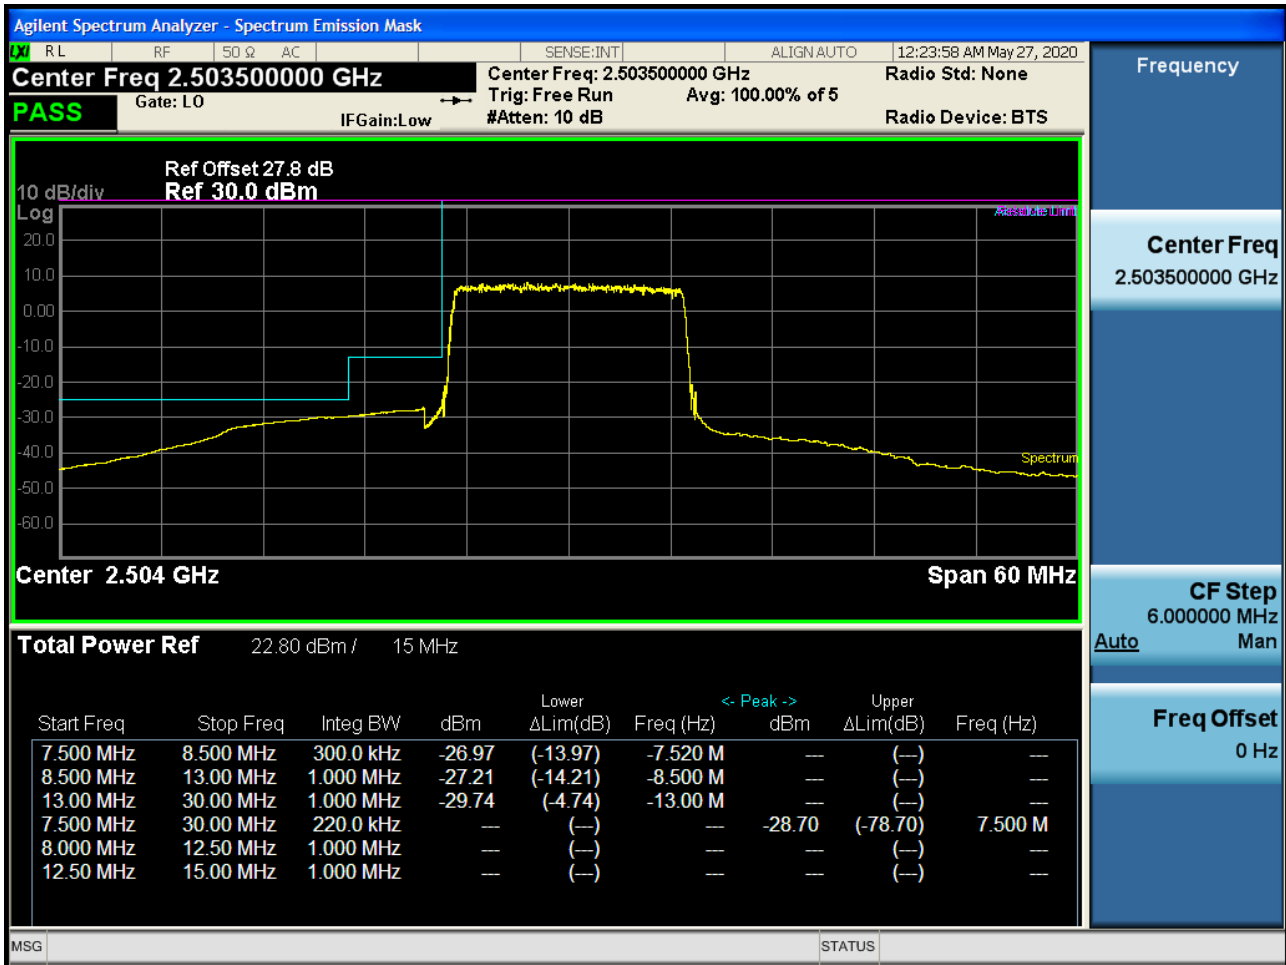 Agilent Spectrum Analyzer - Spectrum Emission Mask
LXI RL RF 50 Ω AC SENSE:INT ALIGN AUTO 12:23:58 AM May 27, 2020
Center Freq 2.503500000 GHz
Center Freq: 2.503500000 GHz Radio Std: None
Trig: Free Run Avg: 100.00% of 5
PASS Gate: LO IFGain:Low #Atten: 10 dB Radio Device: BTS
Ref Offset 27.8 dB
10 dB/div Ref 30.0 dBm
Log
Absolute Limit
20.0
10.0
0.00
-10.0
-20.0
-30.0
-40.0
Spectrum
-50.0
-60.0
Center 2.504 GHz Span 60 MHz
Total Power Ref 22.80 dBm / 15 MHz
Lower <- Peak -> Upper
Start Freq Stop Freq Integ BW dBm ΔLim(dB) Freq (Hz) dBm ΔLim(dB) Freq (Hz)
7.500 MHz 8.500 MHz 300.0 kHz -26.97 (-13.97) -7.520 M --- (---) ---
8.500 MHz 13.00 MHz 1.000 MHz -27.21 (-14.21) -8.500 M --- (---) ---
13.00 MHz 30.00 MHz 1.000 MHz -29.74 (-4.74) -13.00 M --- (---) ---
7.500 MHz 30.00 MHz 220.0 kHz --- (---) --- -28.70 (-78.70) 7.500 M
8.000 MHz 12.50 MHz 1.000 MHz --- (---) --- --- (---) ---
12.50 MHz 15.00 MHz 1.000 MHz --- (---) --- --- (---) ---
MSG STATUS
Frequency
Center Freq
2.503500000 GHz
CF Step
6.000000 MHz
Auto Man
Freq Offset
0 Hz